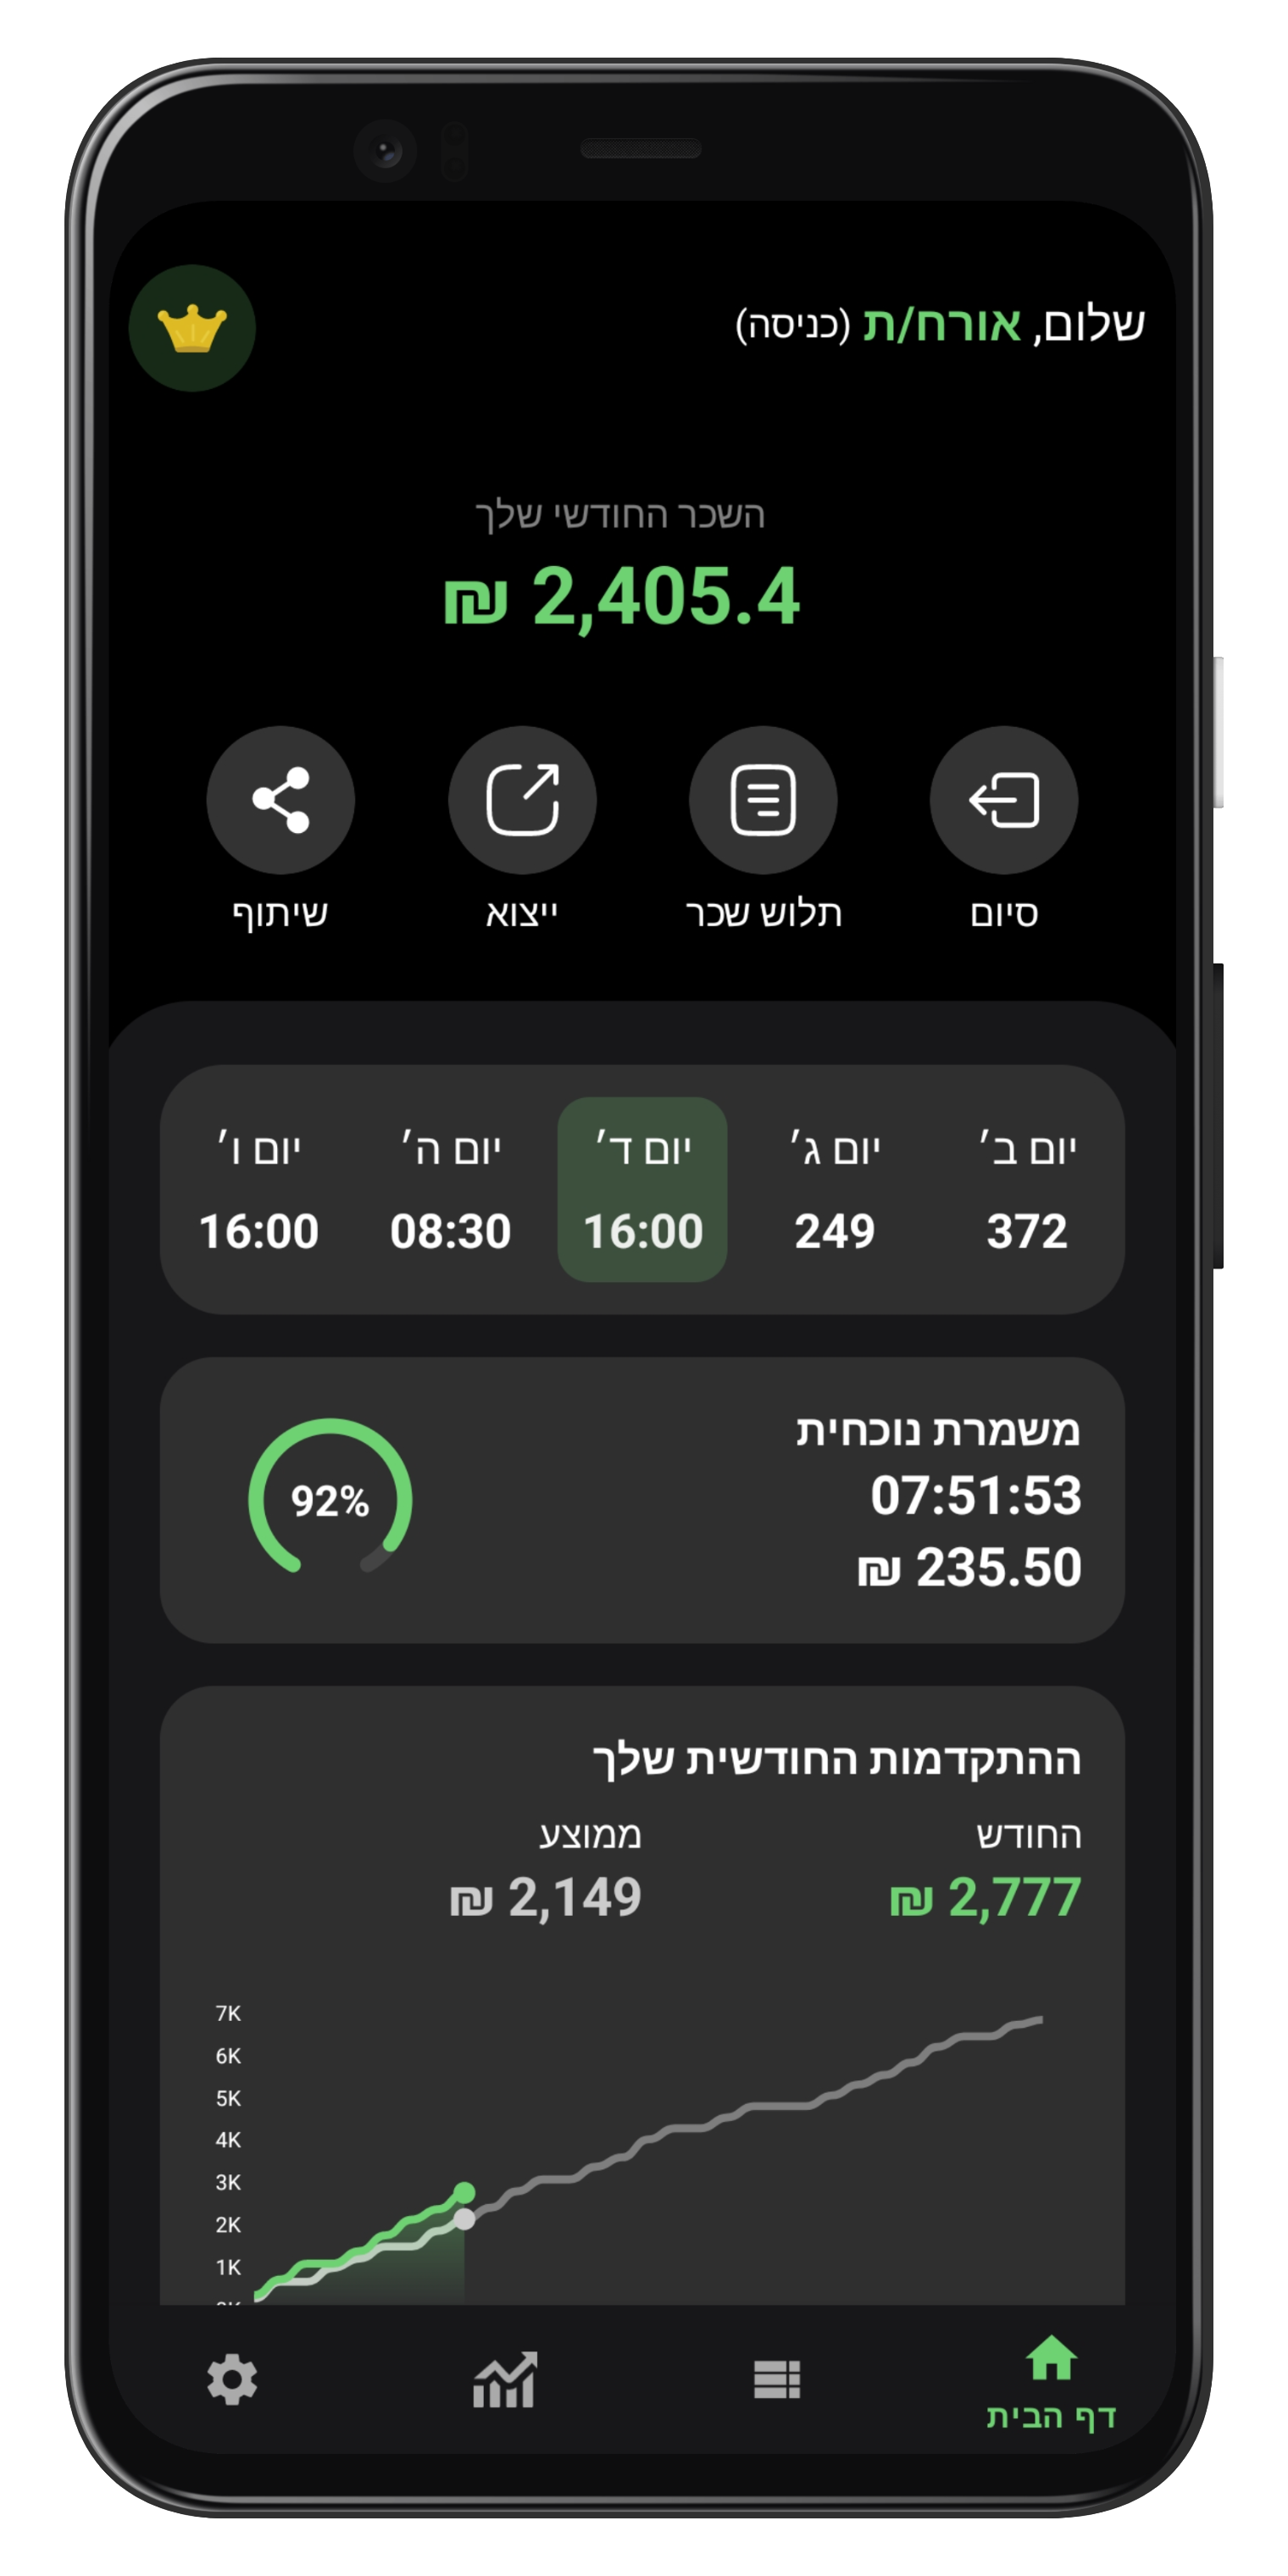 שלום, אורח/ת (כניסה)
השכר החודשי שלך
2,405.4 ₪
סיום
תלוש שכר
ייצוא
שיתוף
יום ב׳ יום ג׳ יום ד׳ יום ה׳ יום ו׳
372 249 16:00 08:30 16:00
משמרת נוכחית
07:51:53
235.50 ₪
92%
ההתקדמות החודשית שלך
החודש ממוצע
2,777 ₪ 2,149 ₪
7K
6K
5K
4K
3K
2K
1K
דף הבית